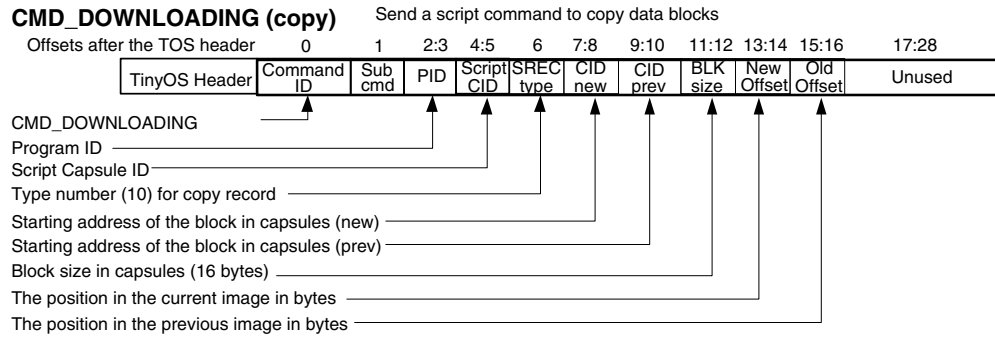 CMD_DOWNLOADING (copy) Send a script command to copy data blocks
Offsets after the TOS header 0 1 2:3 4:5 6 7:8 9:10 11:12 13:14 15:16 17:28
TinyOS Header Command ID Sub cmd PID Script CID SREC type CID new CID prev BLK size New Offset Old Offset Unused
CMD_DOWNLOADING
Program ID
Script Capsule ID
Type number (10) for copy record
Starting address of the block in capsules (new)
Starting address of the block in capsules (prev)
Block size in capsules (16 bytes)
The position in the current image in bytes
The position in the previous image in bytes